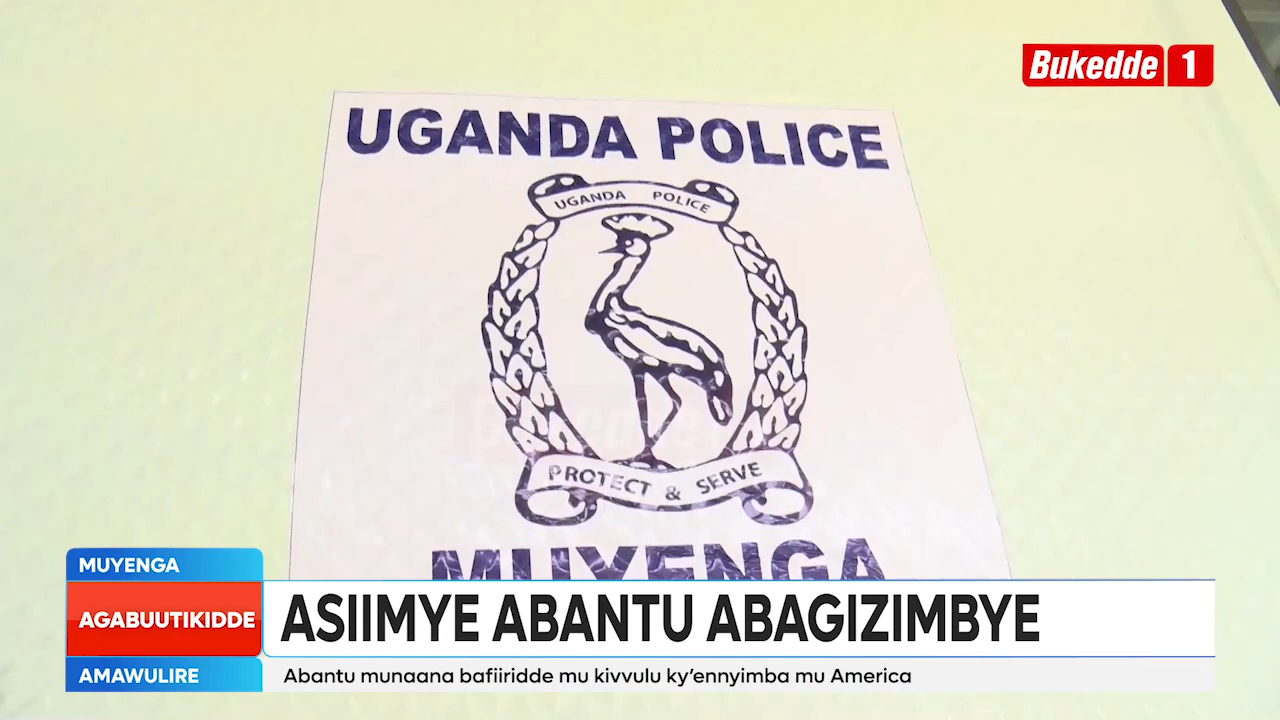 Bukedde 1
UGANDA POLICE
UGANDA POLICE
PROTECT & SERVE
MUYENGA
MUYENGA
AGABUUTIKIDDE
ASIIMYE ABANTU ABAGIZIMBYE
AMAWULIRE
Abantu munaana bafiiridde mu kivvulu ky'ennyimba mu America